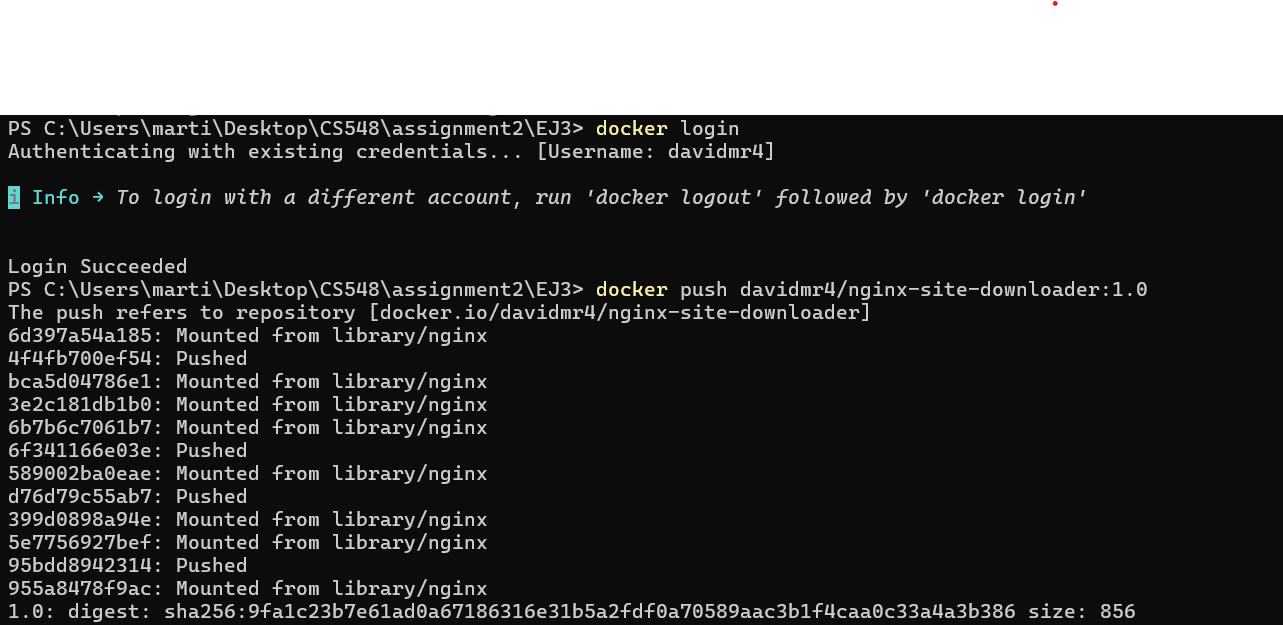 PS C:\Users\marti\Desktop\CS548\assignment2\EJ3> docker login
Authenticating with existing credentials... [Username: davidmr4]
i Info → To login with a different account, run 'docker logout' followed by 'docker login'
Login Succeeded
PS C:\Users\marti\Desktop\CS548\assignment2\EJ3> docker push davidmr4/nginx-site-downloader:1.0
The push refers to repository [docker.io/davidmr4/nginx-site-downloader]
6d397a54a185: Mounted from library/nginx
4f4fb700ef54: Pushed
bca5d04786e1: Mounted from library/nginx
3e2c181db1b0: Mounted from library/nginx
6b7b6c7061b7: Mounted from library/nginx
6f341166e03e: Pushed
589002ba0eae: Mounted from library/nginx
d76d79c55ab7: Pushed
399d0898a94e: Mounted from library/nginx
5e7756927bef: Mounted from library/nginx
95bdd8942314: Pushed
955a8478f9ac: Mounted from library/nginx
1.0: digest: sha256:9fa1c23b7e61ad0a67186316e31b5a2fdf0a70589aac3b1f4caa0c33a4a3b386 size: 856